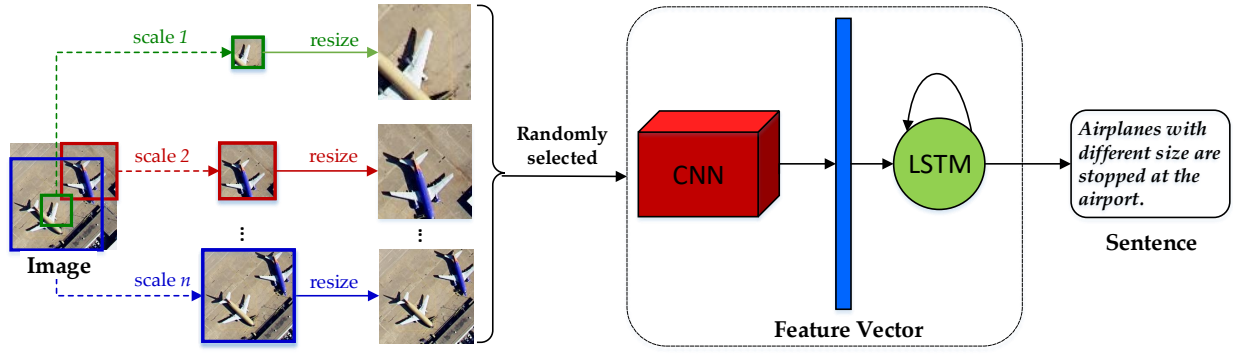 scale 1
resize
scale 2
resize
⋮
⋮
Image
scale n
resize
Randomly
selected
CNN
LSTM
Feature Vector
Airplanes with
different size are
stopped at the
airport.
Sentence